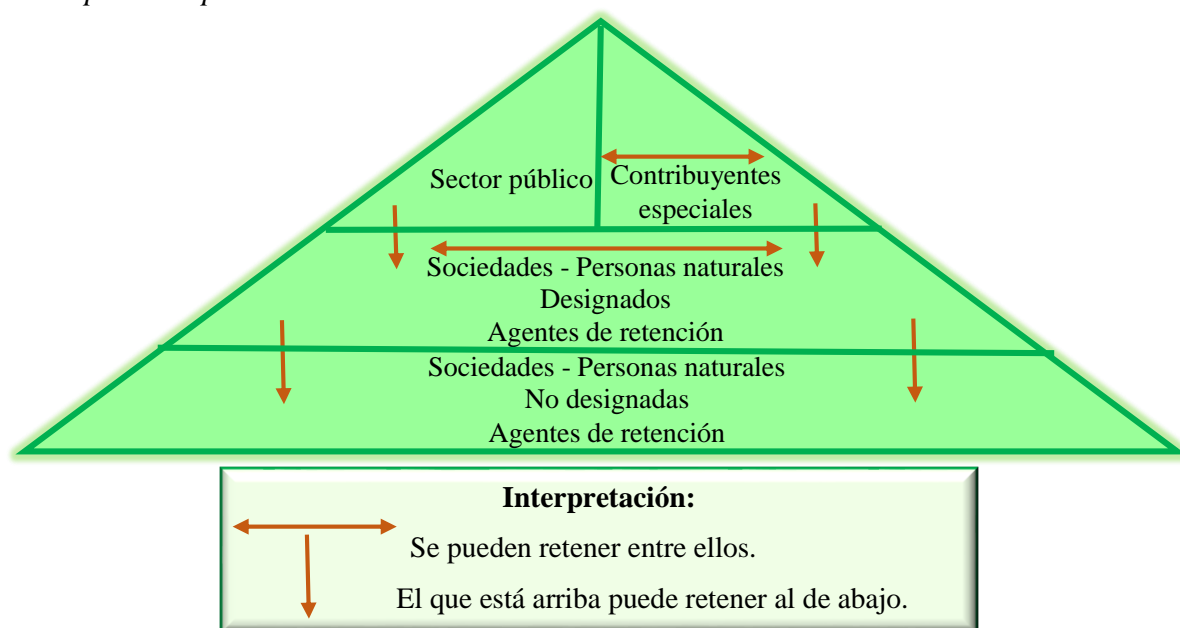 Sector público
Contribuyentes
especiales
Sociedades - Personas naturales
Designados
Agentes de retención
Sociedades - Personas naturales
No designadas
Agentes de retención
Interpretación:
Se pueden retener entre ellos.
El que está arriba puede retener al de abajo.